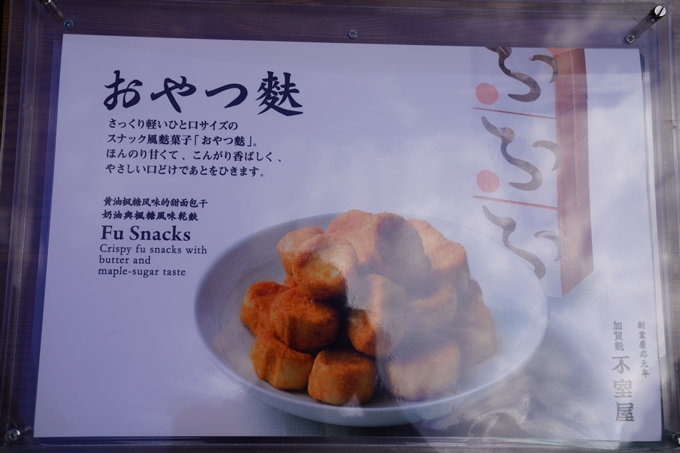 おやつ麩
さっくり軽いひと口サイズの
スナック風麩菓子「おやつ麩」。
ほんのり甘くて、こんがり香ばしく、
やさしい口どけであとをひきます。
黄油枫糖风味的甜面包干
奶油與楓糖風味乾麩
Fu Snacks
Crispy fu snacks with
butter and
maple-sugar taste
創業慶応元年
加賀麩 不室屋